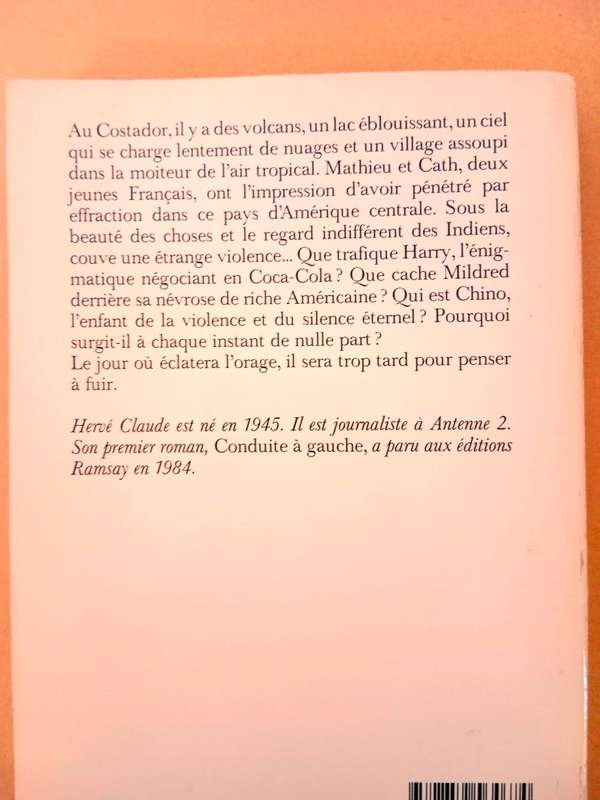 Au Costador, il y a des volcans, un lac éblouissant, un ciel
qui se charge lentement de nuages et un village assoupi
dans la moiteur de l'air tropical. Mathieu et Cath, deux
jeunes Français, ont l'impression d'avoir pénétré par
effraction dans ce pays d'Amérique centrale. Sous la
beauté des choses et le regard indifférent des Indiens,
couve une étrange violence... Que trafique Harry, l'énig-
matique négociant en Coca-Cola ? Que cache Mildred
derrière sa névrose de riche Américaine ? Qui est Chino,
l'enfant de la violence et du silence éternel ? Pourquoi
surgit-il à chaque instant de nulle part ?
Le jour où éclatera l'orage, il sera trop tard pour penser
à fuir.
Hervé Claude est né en 1945. Il est journaliste à Antenne 2.
Son premier roman, Conduite à gauche, a paru aux éditions
Ramsay en 1984.